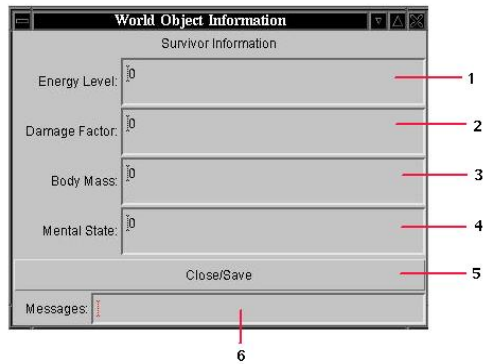 World Object Information
Survivor Information
Energy Level: 0 1
Damage Factor: 0 2
Body Mass: 0 3
Mental State: 0 4
Close/Save 5
Messages:
6